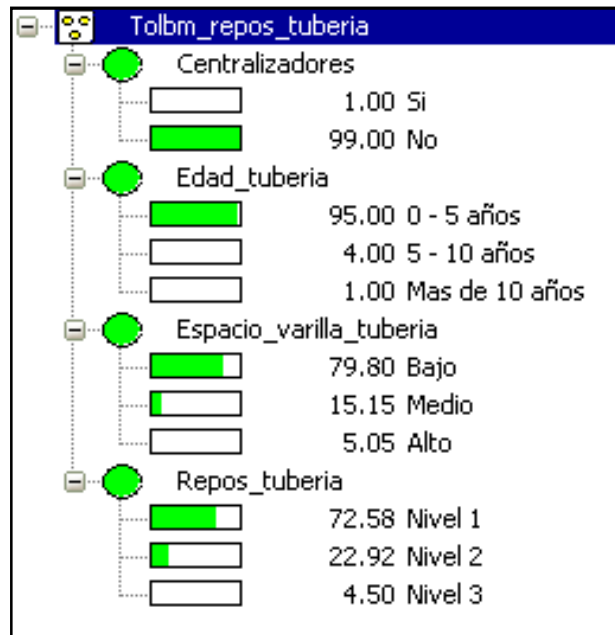 Tolbm_repos_tuberia
Centralizadores
1.00 Si
99.00 No
Edad_tuberia
95.00 0 - 5 años
4.00 5 - 10 años
1.00 Mas de 10 años
Espacio_varilla_tuberia
79.80 Bajo
15.15 Medio
5.05 Alto
Repos_tuberia
72.58 Nivel 1
22.92 Nivel 2
4.50 Nivel 3